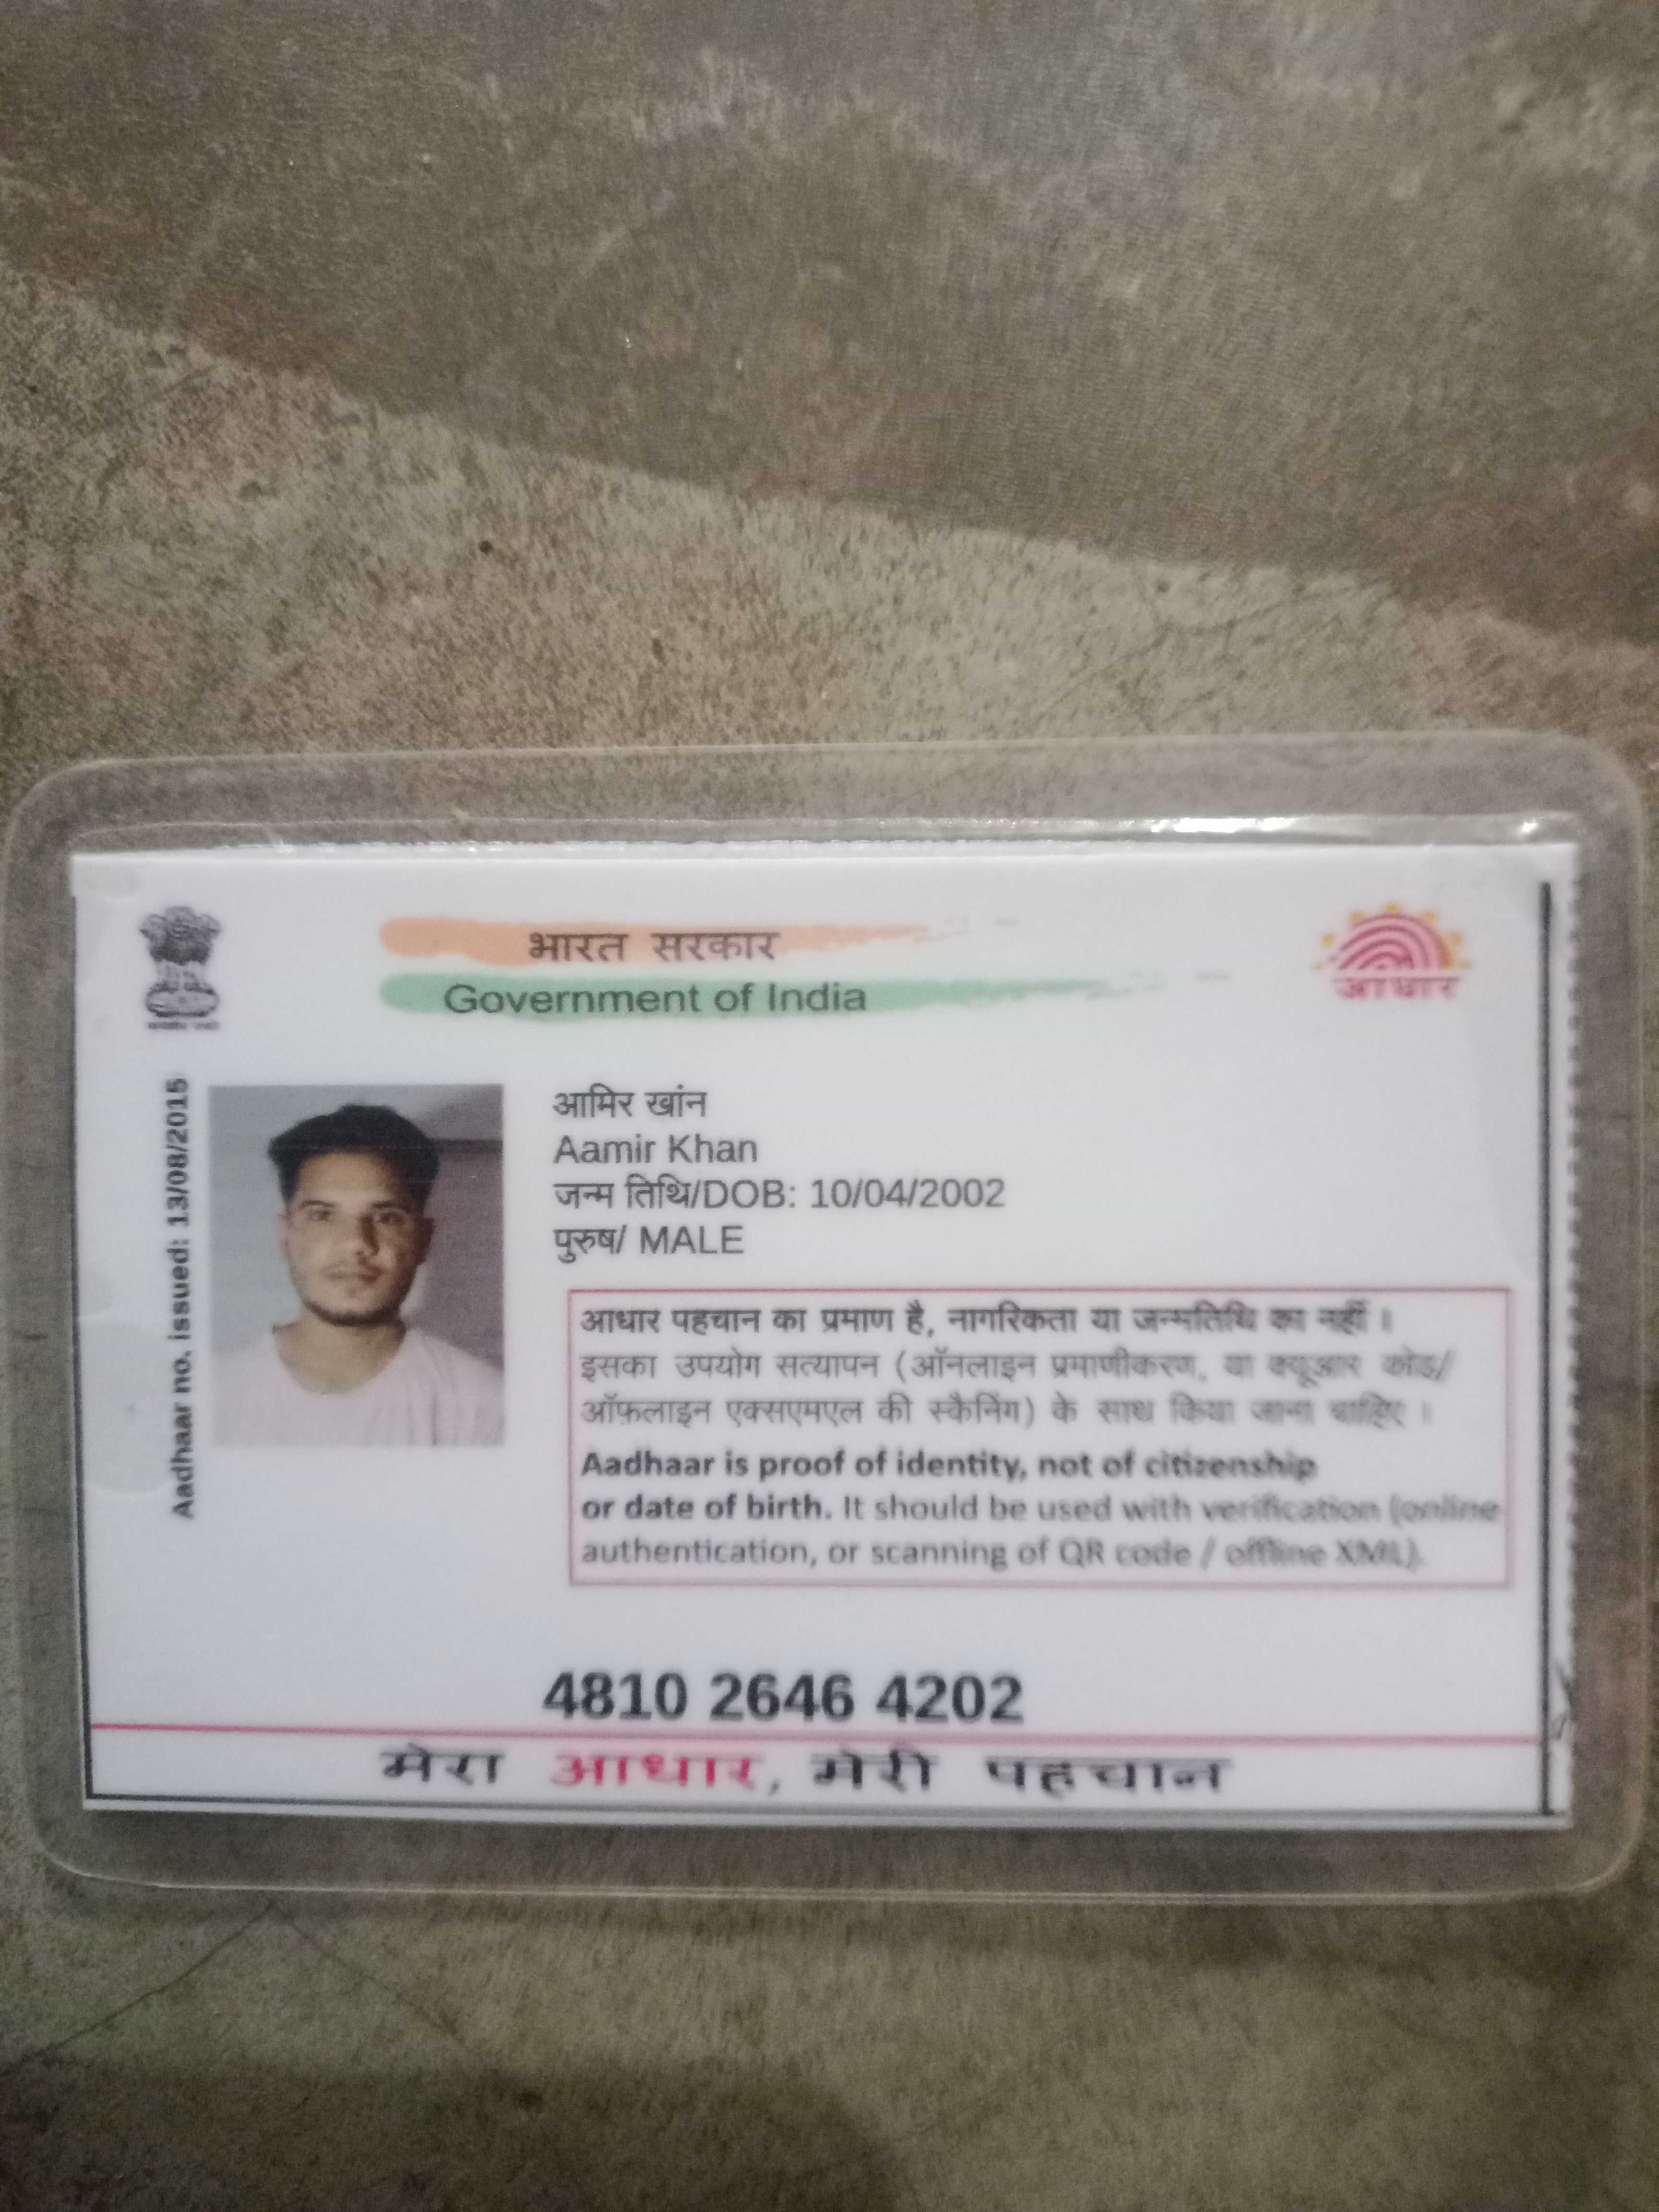 भारत सरकार
Government of India
आधार
Aadhaar no. issued: 13/08/2015
आमिर खांन
Aamir Khan
जन्म तिथि/DOB: 10/04/2002
पुरुष/ MALE
आधार पहचान का प्रमाण है, नागरिकता या जन्मतिथि का नहीं ।
इसका उपयोग सत्यापन (ऑनलाइन प्रमाणीकरण, या क्यूआर कोड/
ऑफ़लाइन एक्सएमएल की स्कैनिंग) के साथ किया जाना चाहिए ।
Aadhaar is proof of identity, not of citizenship
or date of birth. It should be used with verification (online
authentication, or scanning of QR code / offline XML).
4810 2646 4202
मेरा आधार, मेरी पहचान